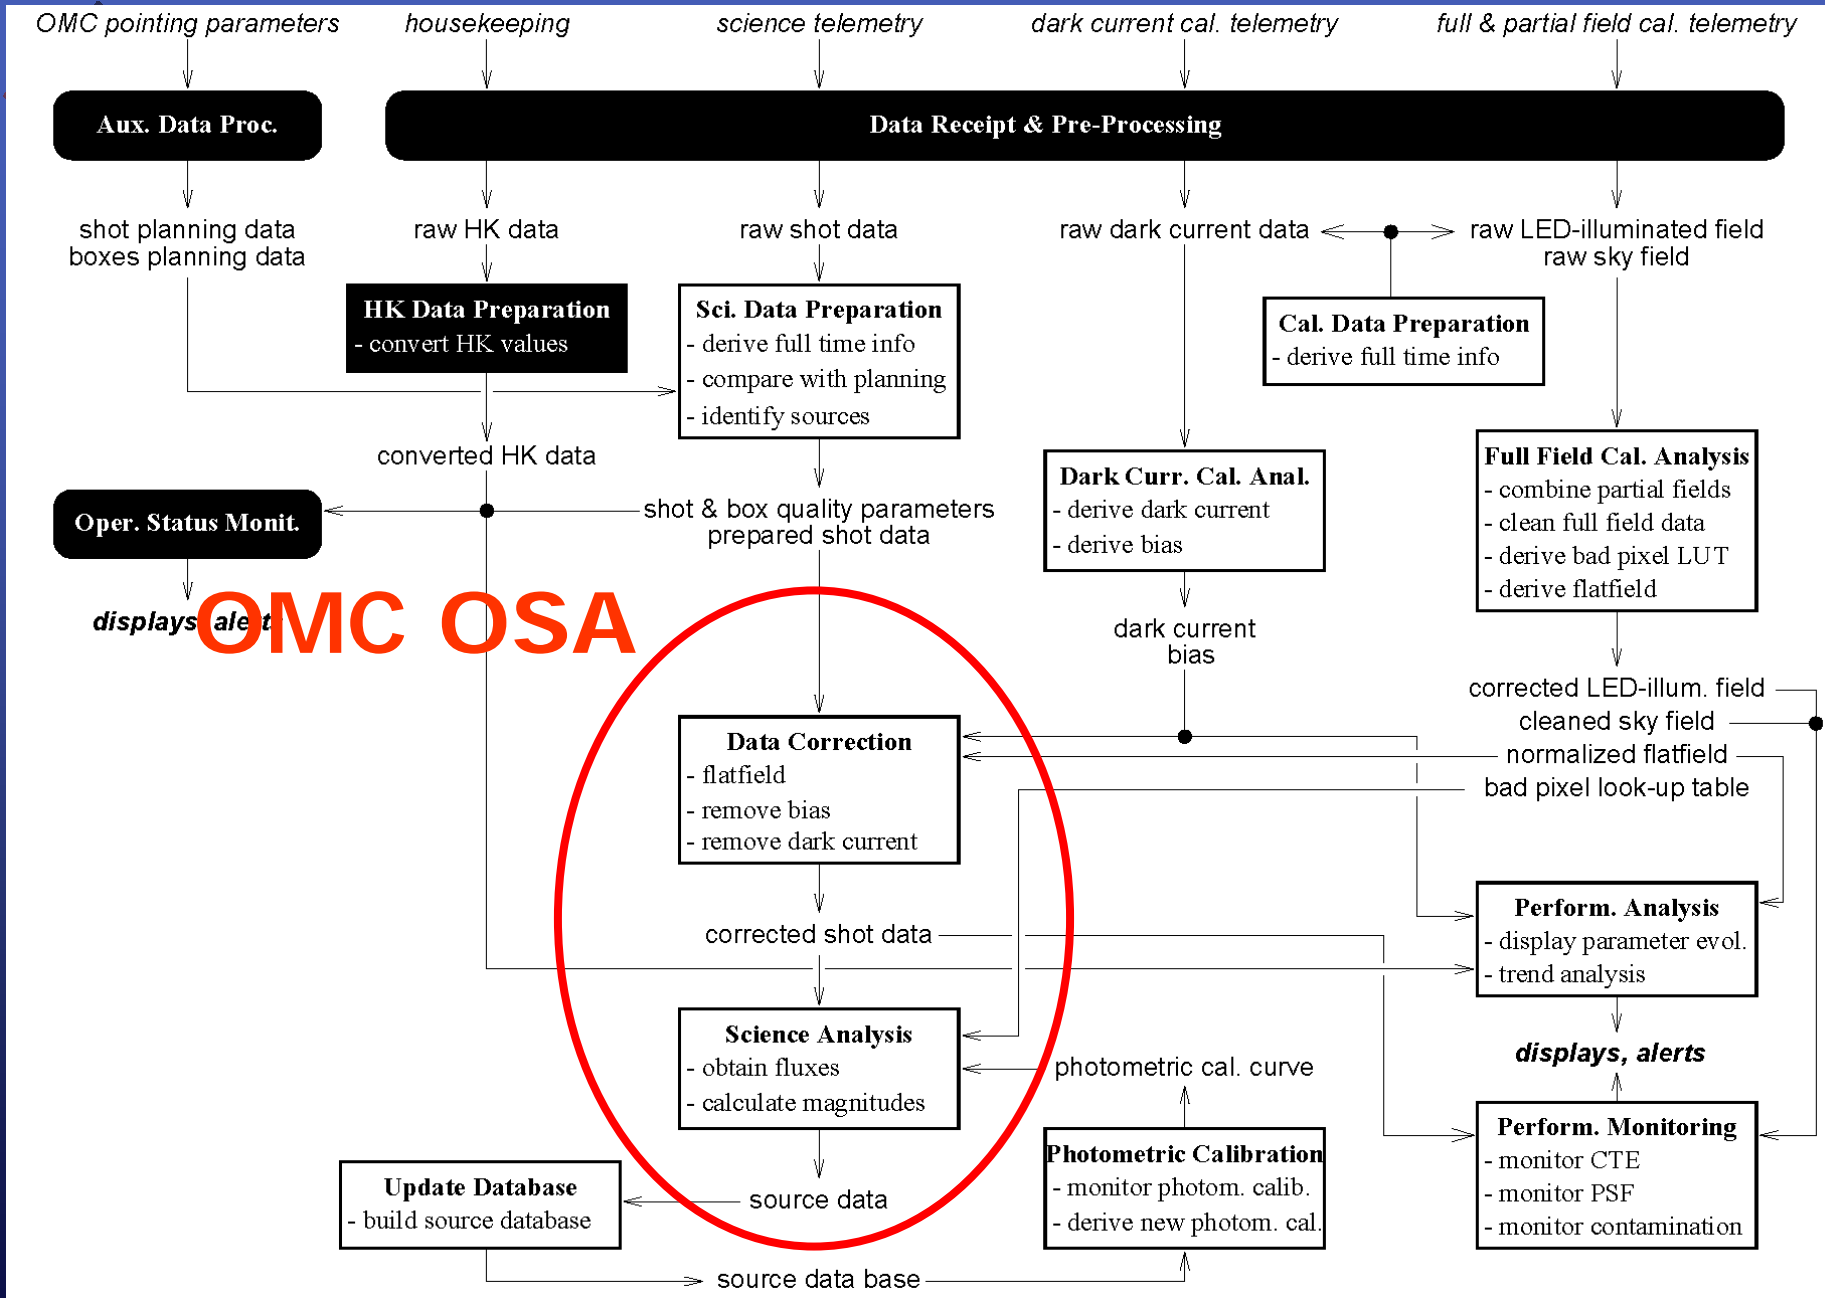 OMC pointing parameters
housekeeping
science telemetry
dark current cal. telemetry
full & partial field cal. telemetry
Aux. Data Proc.
Data Receipt & Pre-Processing
shot planning data
boxes planning data
raw HK data
raw shot data
raw dark current data
raw LED-illuminated field
raw sky field
HK Data Preparation
- convert HK values
Sci. Data Preparation
- derive full time info
- compare with planning
- identify sources
Cal. Data Preparation
- derive full time info
converted HK data
Dark Curr. Cal. Anal.
- derive dark current
- derive bias
Full Field Cal. Analysis
- combine partial fields
- clean full field data
- derive bad pixel LUT
- derive flatfield
Oper. Status Monit.
shot & box quality parameters
prepared shot data
displays, alerts
OMC OSA
dark current
bias
corrected LED-illum. field
cleaned sky field
normalized flatfield
bad pixel look-up table
Data Correction
- flatfield
- remove bias
- remove dark current
corrected shot data
Perform. Analysis
- display parameter evol.
- trend analysis
displays, alerts
Science Analysis
- obtain fluxes
- calculate magnitudes
photometric cal. curve
Perform. Monitoring
- monitor CTE
- monitor PSF
- monitor contamination
Photometric Calibration
- monitor photom. calib.
- derive new photom. cal.
Update Database
- build source database
source data
source data base